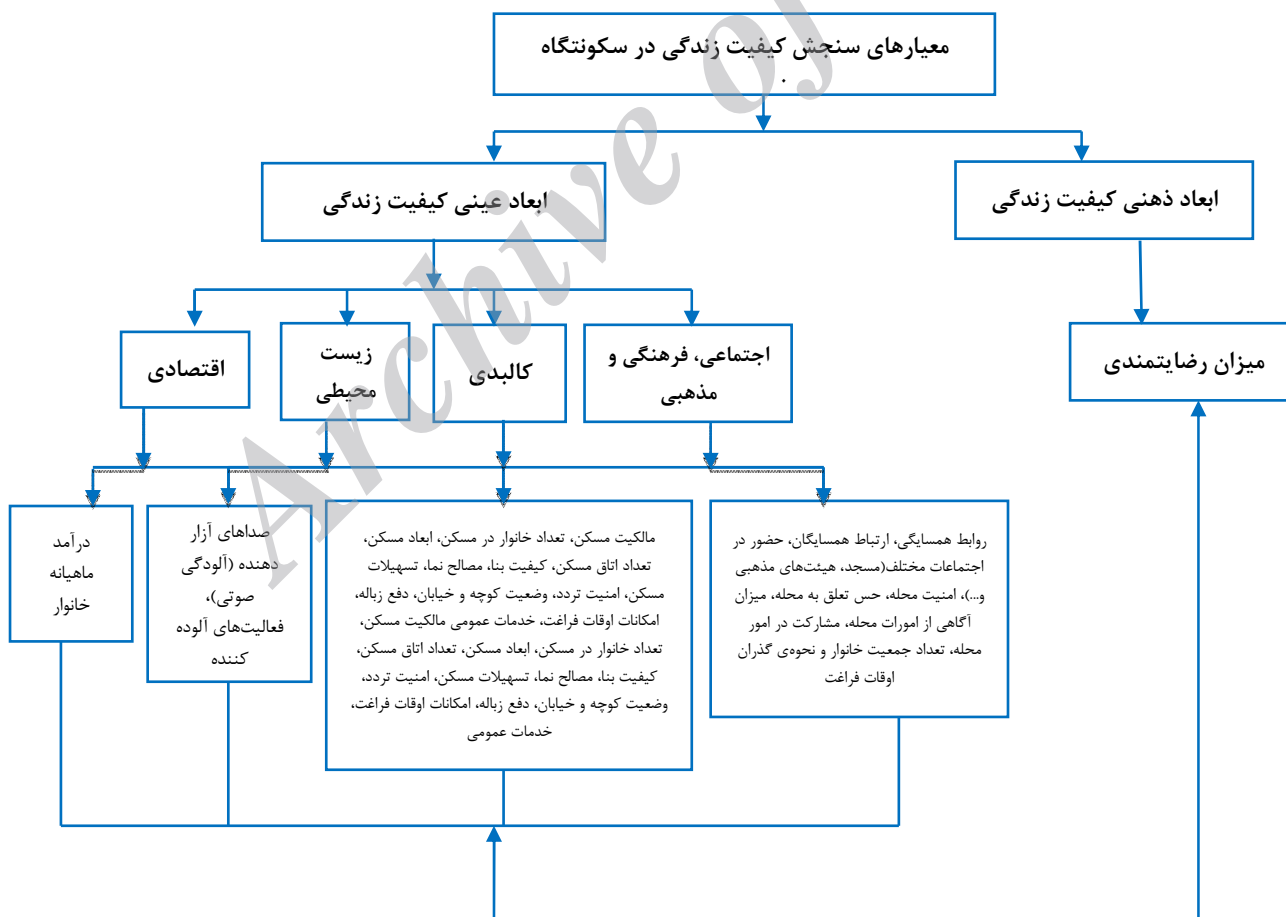 معیارهای سنجش کیفیت زندگی در سکونتگاه
.
ابعاد ذهنی کیفیت زندگی
ابعاد عینی کیفیت زندگی
میزان رضایتمندی
اجتماعی، فرهنگی و
مذهبی
کالبدی
زیست
محیطی
اقتصادی
روابط همسایگی، ارتباط همسایگان، حضور در
اجتماعات مختلف(مسجد، هیئت‌های مذهبی
و...)، امنیت محله، حس تعلق به محله، میزان
آگاهی از امورات محله، مشارکت در امور
محله، تعداد جمعیت خانوار و نحوه‌ی گذران
اوقات فراغت
مالکیت مسکن، تعداد خانوار در مسکن، ابعاد مسکن،
تعداد اتاق مسکن، کیفیت بنا، مصالح نما، تسهیلات
مسکن، امنیت تردد، وضعیت کوچه و خیابان، دفع زباله،
امکانات اوقات فراغت، خدمات عمومی مالکیت مسکن،
تعداد خانوار در مسکن، ابعاد مسکن، تعداد اتاق مسکن،
کیفیت بنا، مصالح نما، تسهیلات مسکن، امنیت تردد،
وضعیت کوچه و خیابان، دفع زباله، امکانات اوقات فراغت،
خدمات عمومی
صداهای آزار
دهنده (آلودگی
صوتی)،
فعالیت‌های آلوده
کننده
درآمد
ماهیانه
خانوار
Archive of